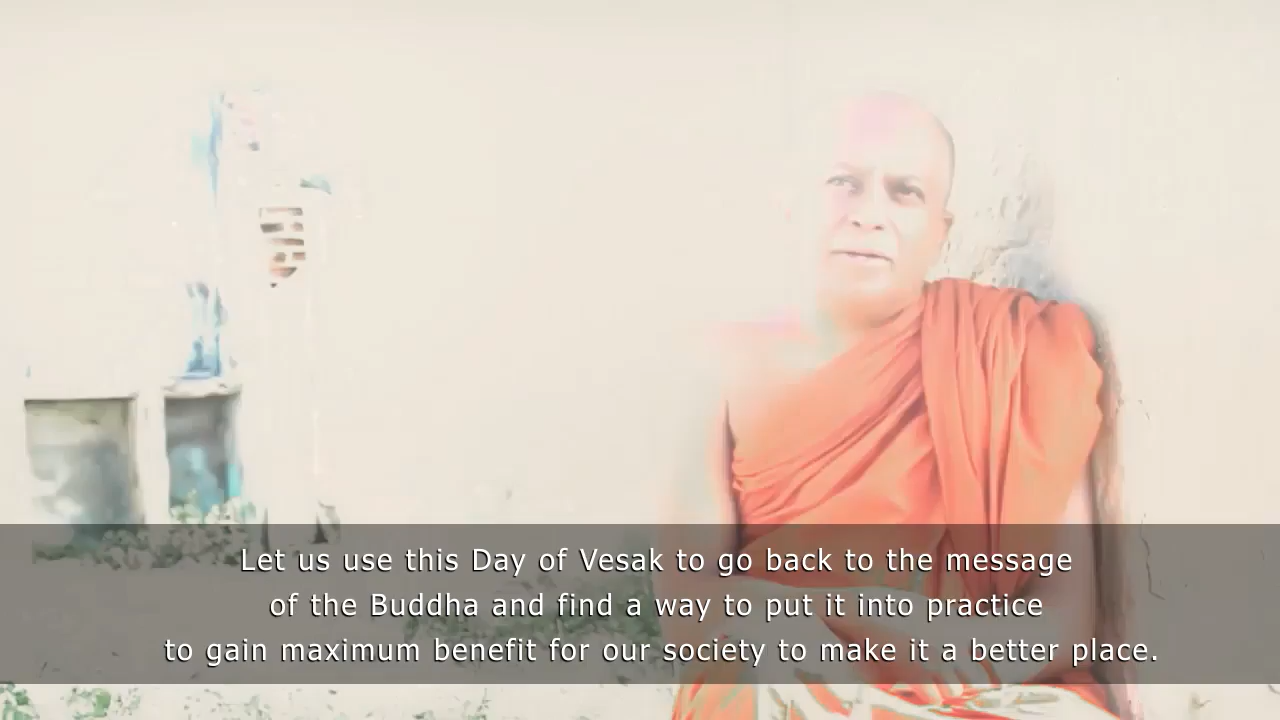 Let us use this Day of Vesak to go back to the message
of the Buddha and find a way to put it into practice
to gain maximum benefit for our society to make it a better place.